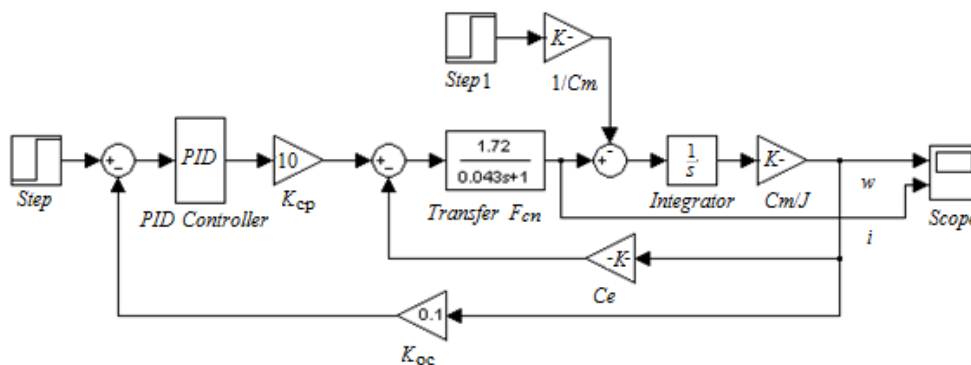 K-
Step1
1/Cm
Step
PID
PID Controller
10
Kcp
1.72
0.043s+1
Transfer Fcn
1
s
Integrator
K-
Cm/J
w
i
Scope
-K-
Ce
0.1
Koc